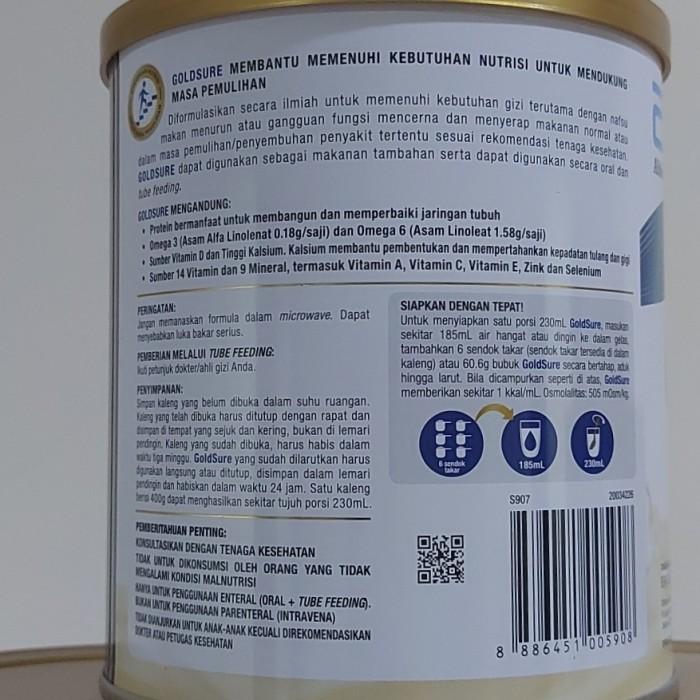 GOLDSURE MEMBANTU MEMENUHI KEBUTUHAN NUTRISI UNTUK MENDUKUNG
MASA PEMULIHAN
Diformulasikan secara ilmiah untuk memenuhi kebutuhan gizi terutama dengan nafsu
makan menurun atau gangguan fungsi mencerna dan menyerap makanan normal atau
dalam masa pemulihan/penyembuhan penyakit tertentu sesuai rekomendasi tenaga kesehatan.
GOLDSURE dapat digunakan sebagai makanan tambahan serta dapat digunakan secara oral dan
tube feeding.
GOLDSURE MENGANDUNG:
• Protein bermanfaat untuk membangun dan memperbaiki jaringan tubuh
• Omega 3 (Asam Alfa Linolenat 0.18g/saji) dan Omega 6 (Asam Linoleat 1.58g/saji)
• Sumber Vitamin D dan Tinggi Kalsium. Kalsium membantu pembentukan dan mempertahankan kepadatan tulang dan gigi
• Sumber 14 Vitamin dan 9 Mineral, termasuk Vitamin A, Vitamin C, Vitamin E, Zink dan Selenium
PERINGATAN:
Jangan memanaskan formula dalam microwave. Dapat
menyebabkan luka bakar serius.
PEMBERIAN MELALUI TUBE FEEDING:
Ikuti petunjuk dokter/ahli gizi Anda.
PENYIMPANAN:
Simpan kaleng yang belum dibuka dalam suhu ruangan.
Kaleng yang telah dibuka harus ditutup dengan rapat dan
disimpan di tempat yang sejuk dan kering, bukan di lemari
pendingin. Kaleng yang sudah dibuka, harus habis dalam
waktu tiga minggu. GoldSure yang sudah dilarutkan harus
digunakan langsung atau ditutup, disimpan dalam lemari
pendingin dan habiskan dalam waktu 24 jam. Satu kaleng
berisi 400g dapat menghasilkan sekitar tujuh porsi 230mL.
PEMBERITAHUAN PENTING:
KONSULTASIKAN DENGAN TENAGA KESEHATAN
TIDAK UNTUK DIKONSUMSI OLEH ORANG YANG TIDAK
MENGALAMI KONDISI MALNUTRISI
HANYA UNTUK PENGGUNAAN ENTERAL (ORAL + TUBE FEEDING).
BUKAN UNTUK PENGGUNAAN PARENTERAL (INTRAVENA)
TIDAK DIANJURKAN UNTUK ANAK-ANAK KECUALI DIREKOMENDASIKAN
DOKTER ATAU PETUGAS KESEHATAN
SIAPKAN DENGAN TEPAT!
Untuk menyiapkan satu porsi 230mL GoldSure, masukan
sekitar 185mL air hangat atau dingin ke dalam gelas,
tambahkan 6 sendok takar (sendok takar tersedia di dalam
kaleng) atau 60.6g bubuk GoldSure secara bertahap, aduk
hingga larut. Bila dicampurkan seperti di atas, GoldSure
memberikan sekitar 1 kkal/mL. Osmolalitas: 505 mOsm/kg.
6 sendok
takar
185mL
230mL
S907
20034226
8 886451 005908